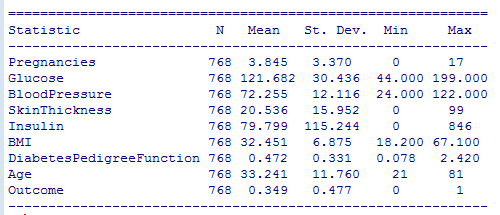 Statistic N Mean St. Dev. Min Max
Pregnancies 768 3.845 3.370 0 17
Glucose 768 121.682 30.436 44.000 199.000
BloodPressure 768 72.255 12.116 24.000 122.000
SkinThickness 768 20.536 15.952 0 99
Insulin 768 79.799 115.244 0 846
BMI 768 32.451 6.875 18.200 67.100
DiabetesPedigreeFunction 768 0.472 0.331 0.078 2.420
Age 768 33.241 11.760 21 81
Outcome 768 0.349 0.477 0 1